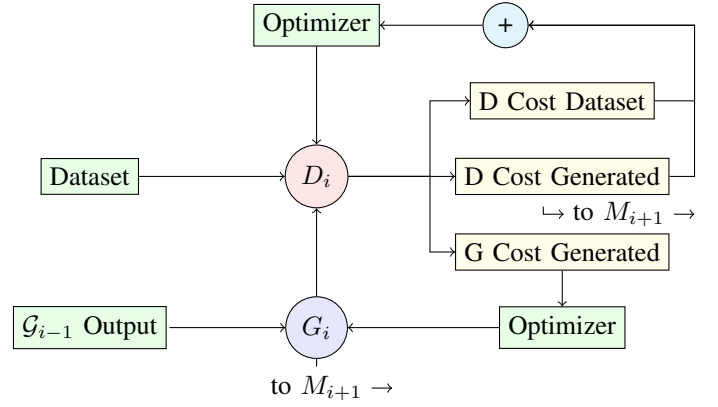 Optimizer
+
D Cost Dataset
Dataset
D_i
D Cost Generated
↪ to M_{i+1} →
G Cost Generated
𝒢_{i−1} Output
G_i
Optimizer
to M_{i+1} →